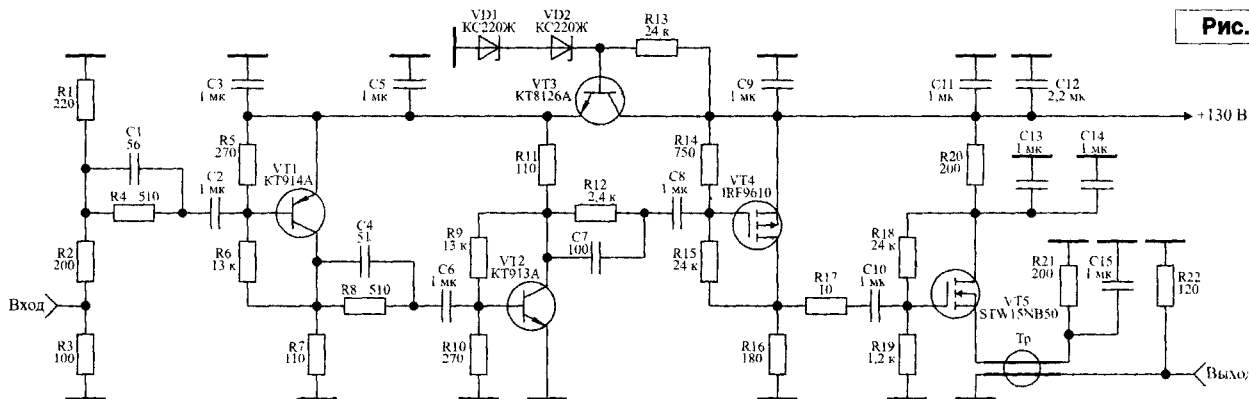 Рис.
VD1
КС220Ж
VD2
КС220Ж
R13
24 к
VT3
КТ8126А
R1
220
C3
1 мк
C5
1 мк
C9
1 мк
C11
1 мк
C12
2,2 мк
+130 В
C1
56
R4 510
C2
1 мк
R5
270
VT1
КТ914А
R11
110
R12
2,4 к
C8
1 мк
R14
750
VT4
IRF9610
R20
200
C13
1 мк
C14
1 мк
R2
200
R6
13 к
C4
51
R8 510
C6
1 мк
R9
13 к
VT2
КТ913А
C7
100
R15
24 к
R17
10
C10
1 мк
R18
24 к
VT5
STW15NB50
R21
200
C15
1 мк
R22
120
Вход
R3
100
R7
110
R10
270
R16
180
R19
1,2 к
Тр
Выхо